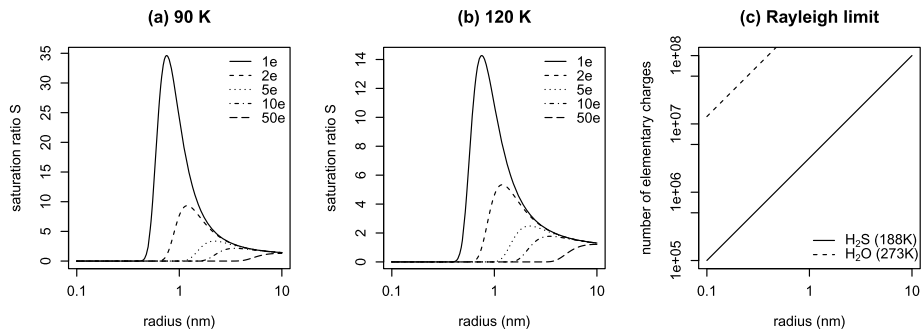 (a) 90 K
saturation ratio S
0 5 10 15 20 25 30 35
1e
2e
5e
10e
50e
0.1 1 10
radius (nm)
(b) 120 K
saturation ratio S
0 2 4 6 8 10 12 14
1e
2e
5e
10e
50e
0.1 1 10
radius (nm)
(c) Rayleigh limit
number of elementary charges
1e+05 1e+06 1e+07 1e+08
H₂S (188K)
H₂O (273K)
0.1 1 10
radius (nm)